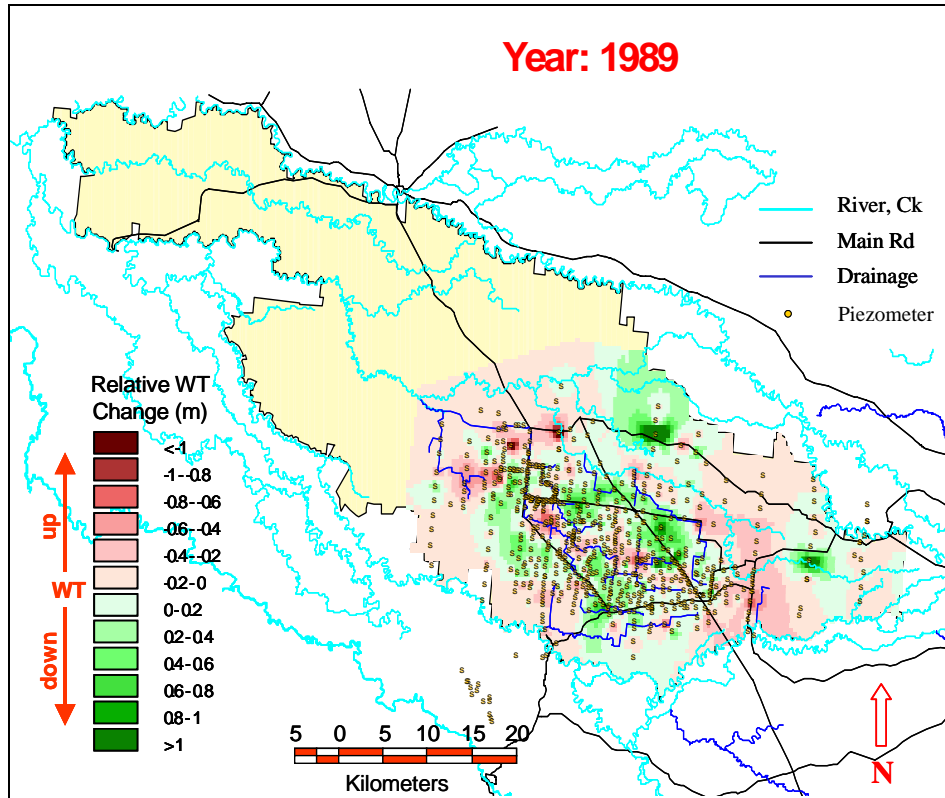 Year: 1989
River, Ck
Main Rd
Drainage
Piezometer
Relative WT
Change (m)
<-1
-1--0.8
-0.8--0.6
-0.6--0.4
-0.4--0.2
-0.2-0
0-0.2
0.2-0.4
0.4-0.6
0.6-0.8
0.8-1
>1
up
WT
down
5 0 5 10 15 20
Kilometers
N